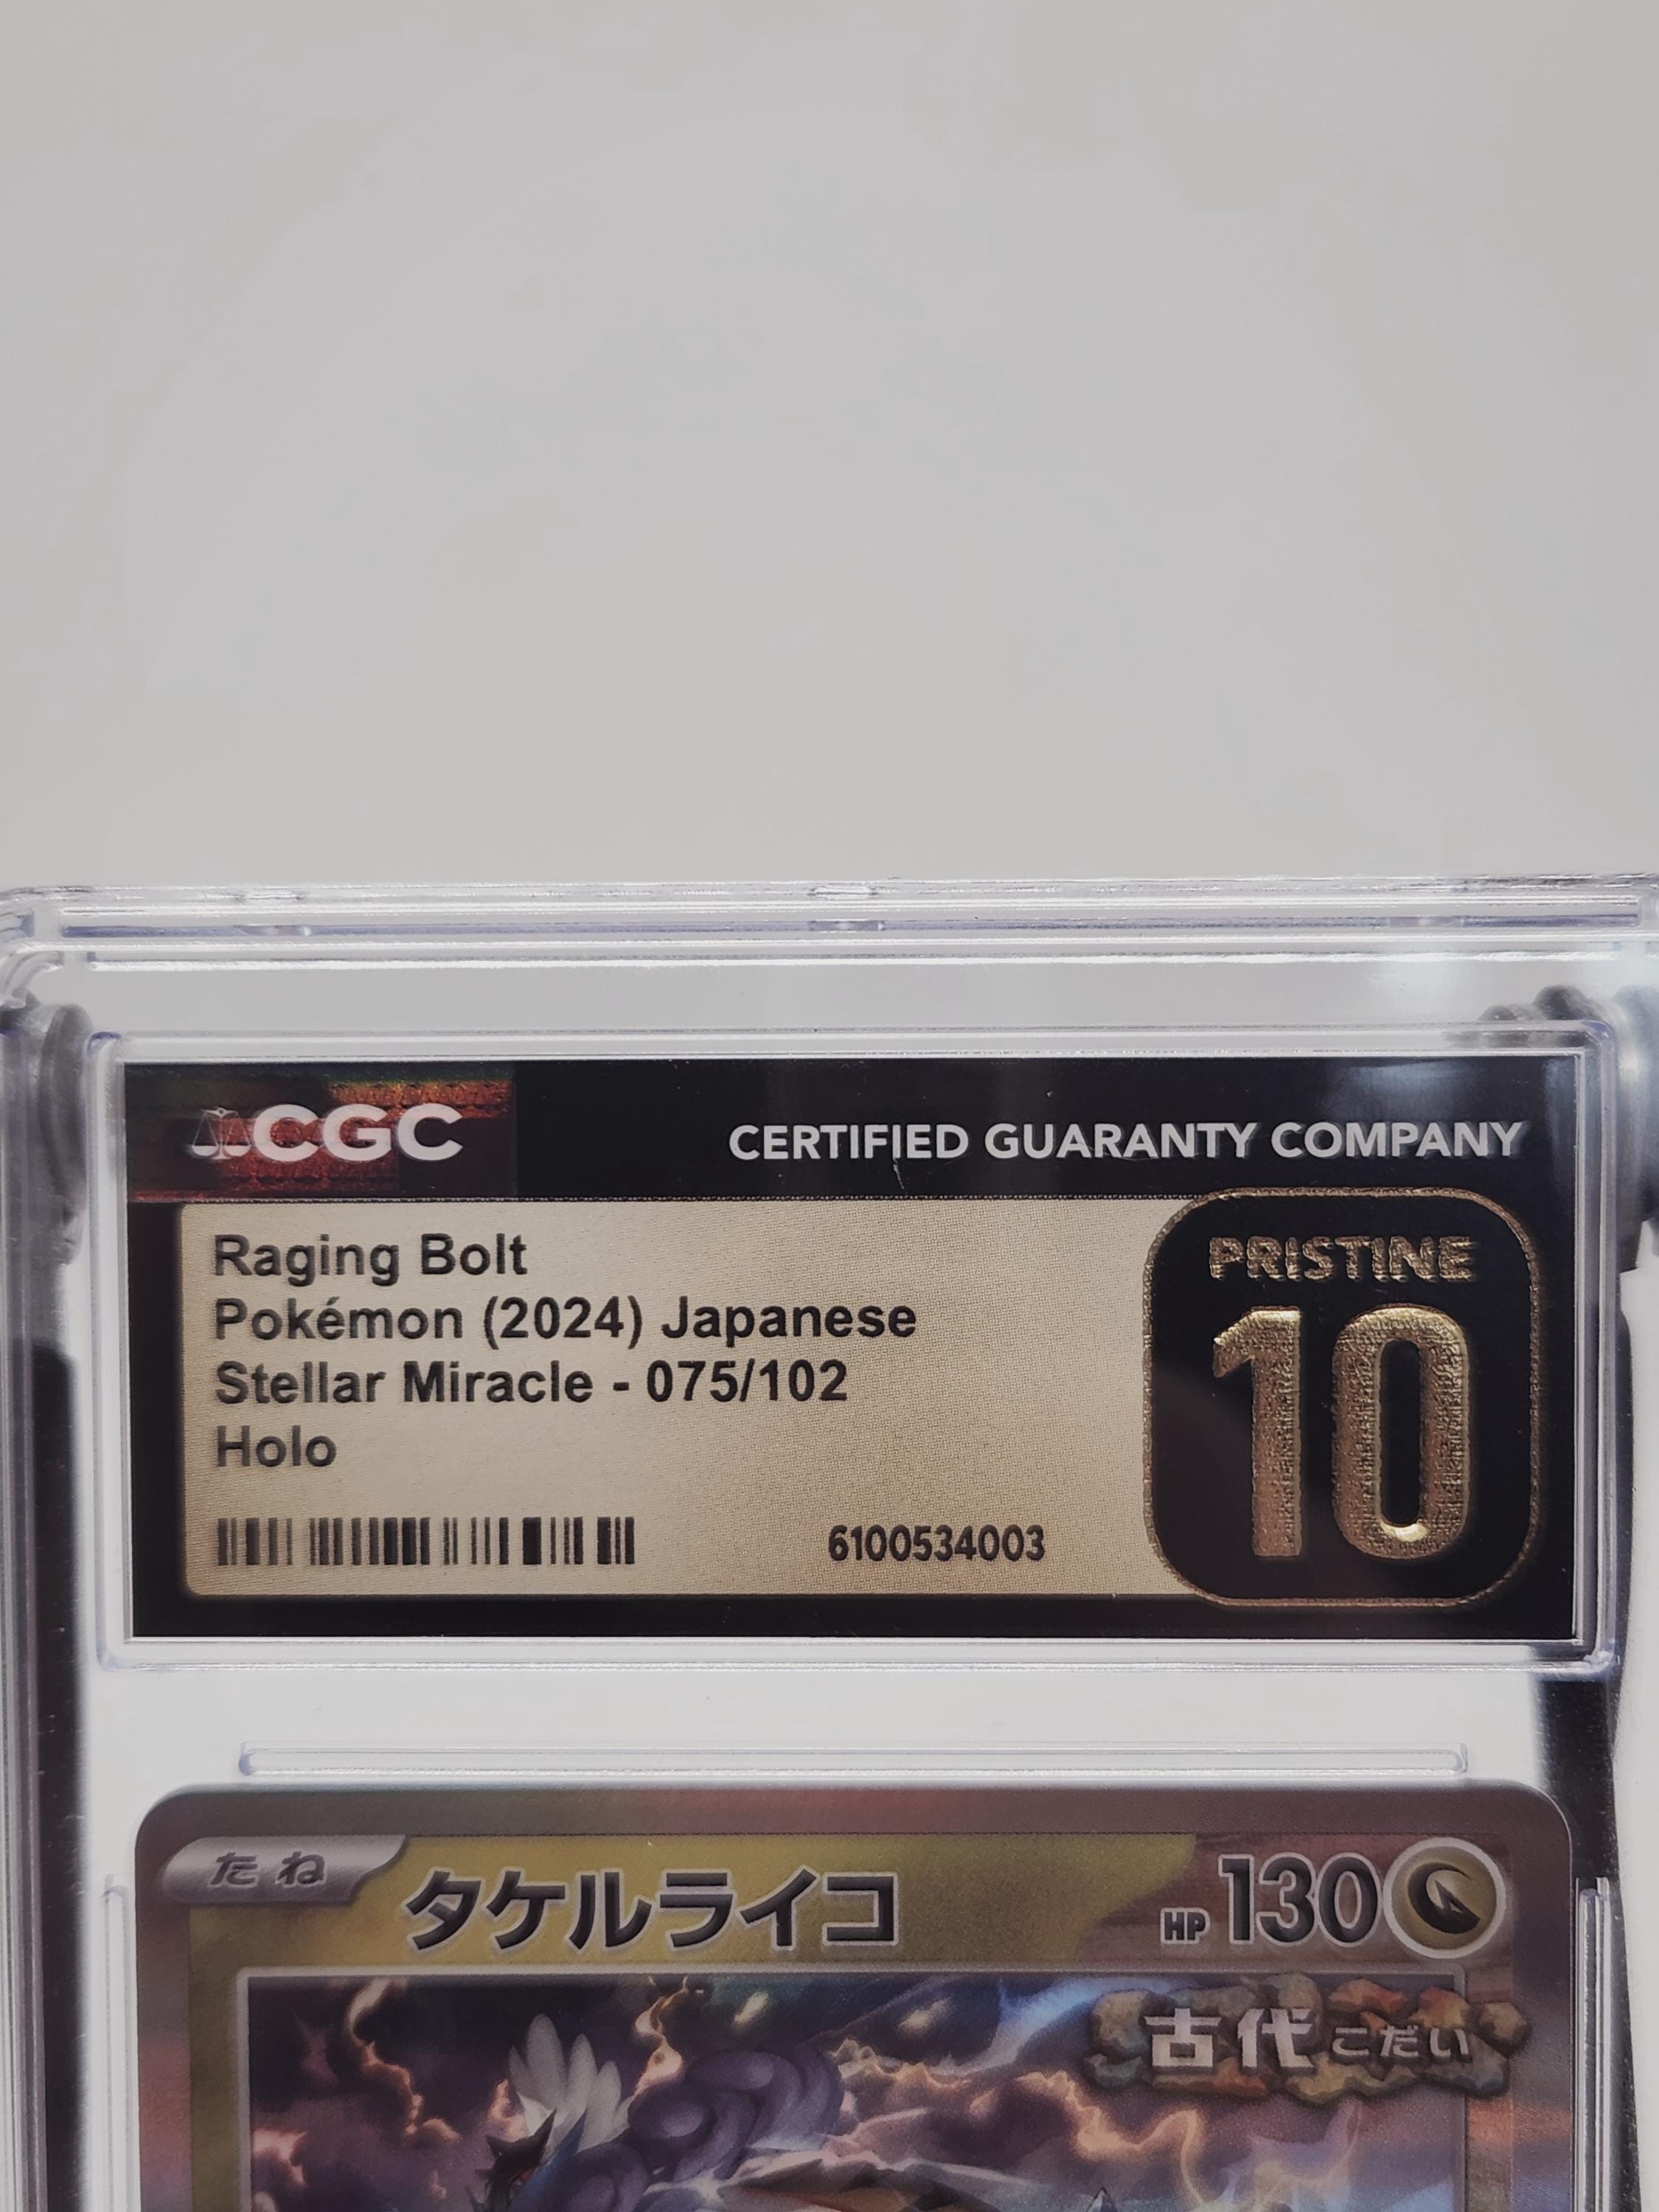 CGC
CERTIFIED GUARANTY COMPANY
Raging Bolt
Pokémon (2024) Japanese
Stellar Miracle - 075/102
Holo
6100534003
PRISTINE
10
たね
タケルライコ
HP 130
古代 こだい